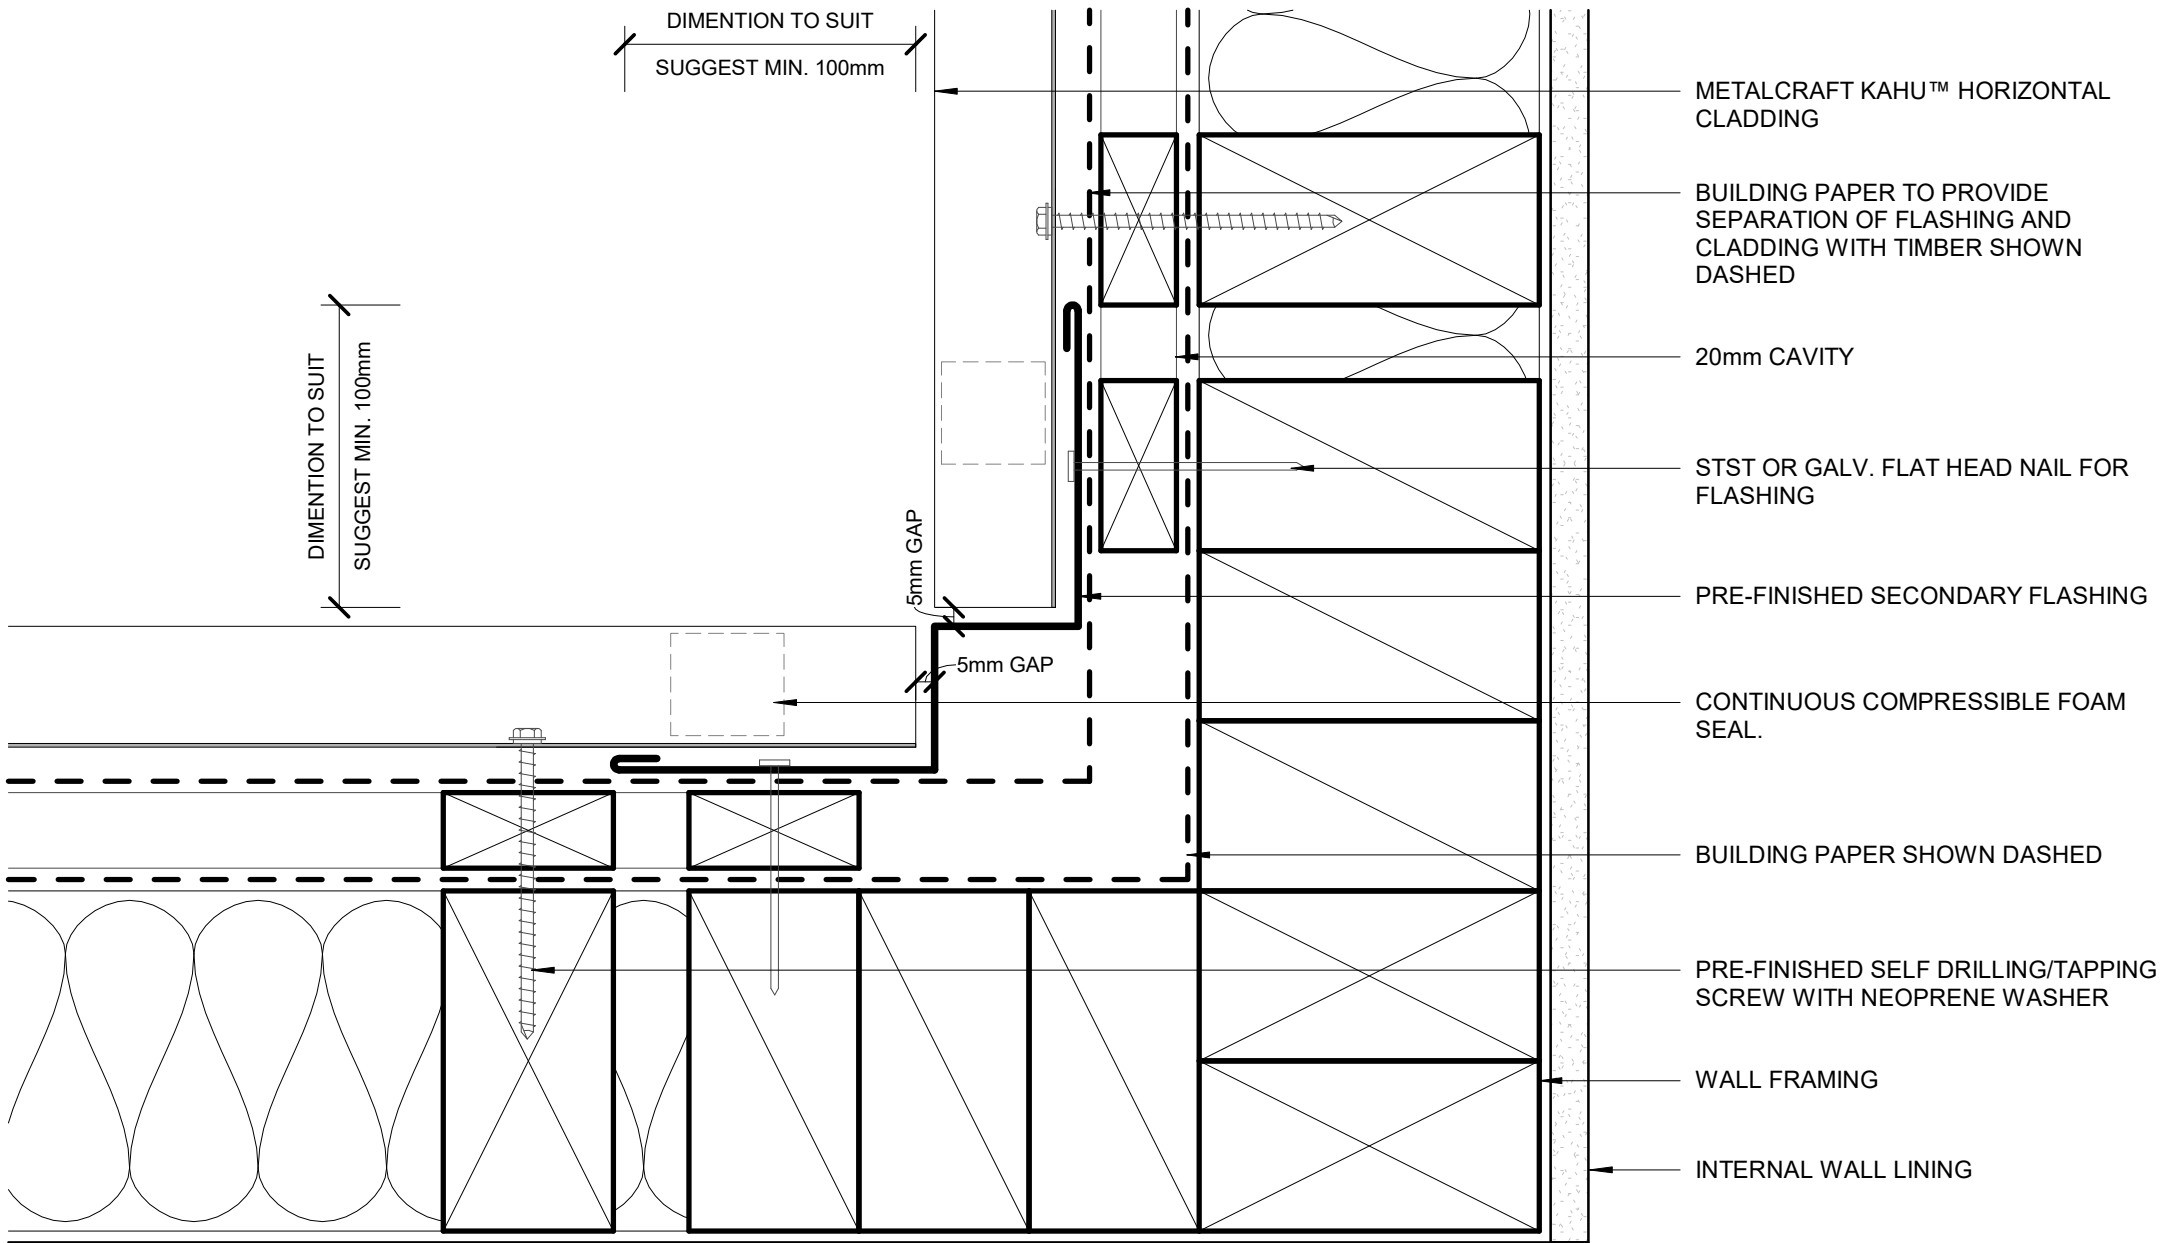 DIMENTION TO SUIT
SUGGEST MIN. 100mm
DIMENTION TO SUIT
SUGGEST MIN. 100mm
5mm GAP
5mm GAP
METALCRAFT KAHU™ HORIZONTAL
CLADDING
BUILDING PAPER TO PROVIDE
SEPARATION OF FLASHING AND
CLADDING WITH TIMBER SHOWN
DASHED
20mm CAVITY
STST OR GALV. FLAT HEAD NAIL FOR
FLASHING
PRE-FINISHED SECONDARY FLASHING
CONTINUOUS COMPRESSIBLE FOAM
SEAL.
BUILDING PAPER SHOWN DASHED
PRE-FINISHED SELF DRILLING/TAPPING
SCREW WITH NEOPRENE WASHER
WALL FRAMING
INTERNAL WALL LINING